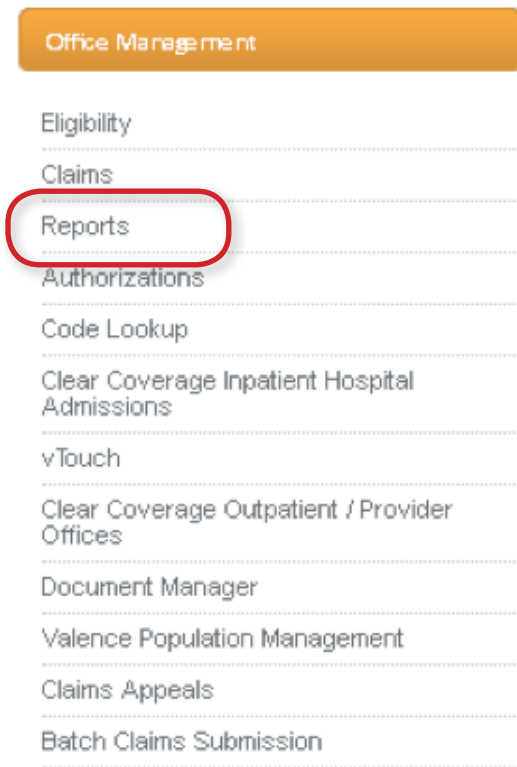 Office Management
Eligibility
Claims
Reports
Authorizations
Code Lookup
Clear Coverage Inpatient Hospital
Admissions
vTouch
Clear Coverage Outpatient / Provider
Offices
Document Manager
Valence Population Management
Claims Appeals
Batch Claims Submission